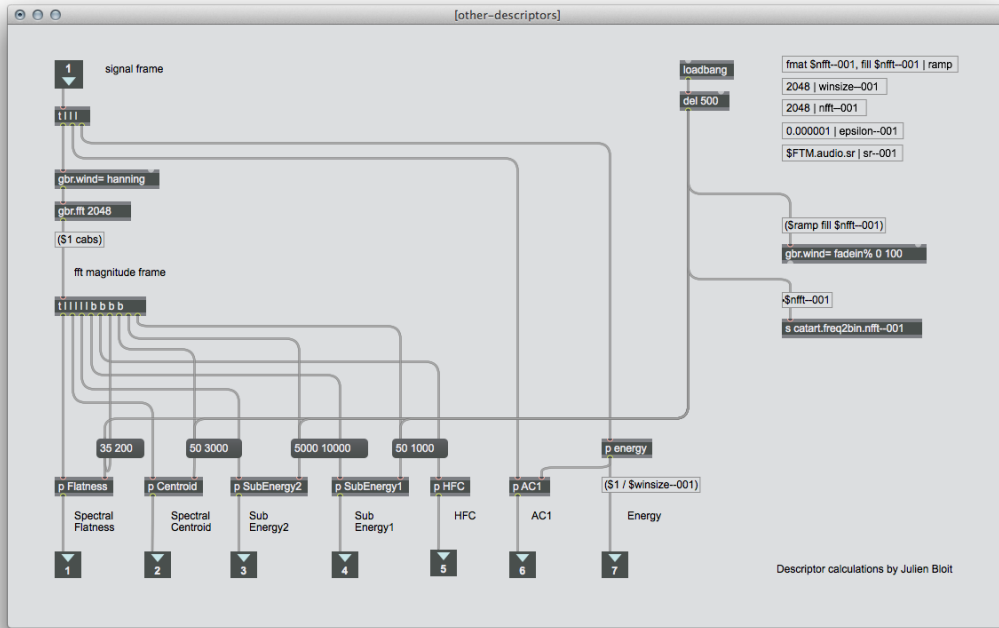 [other-descriptors]
1
signal frame
t l l l
gbr.wind= hanning
gbr.fft 2048
($1 cabs)
fft magnitude frame
t l l l l l b b b b
loadbang
del 500
fmat $nfft--001, fill $nfft--001 | ramp
2048 | winsize--001
2048 | nfft--001
0.000001 | epsilon--001
$FTM.audio.sr | sr--001
($ramp fill $nfft--001)
gbr.wind= fadein% 0 100
$nfft--001
s catart.freq2bin.nfft--001
35 200
50 3000
5000 10000
50 1000
p energy
p Flatness
p Centroid
p SubEnergy2
p SubEnergy1
p HFC
p AC1
($1 / $winsize--001)
Spectral
Flatness
Spectral
Centroid
Sub
Energy2
Sub
Energy1
HFC
AC1
Energy
1
2
3
4
5
6
7
Descriptor calculations by Julien Bloit